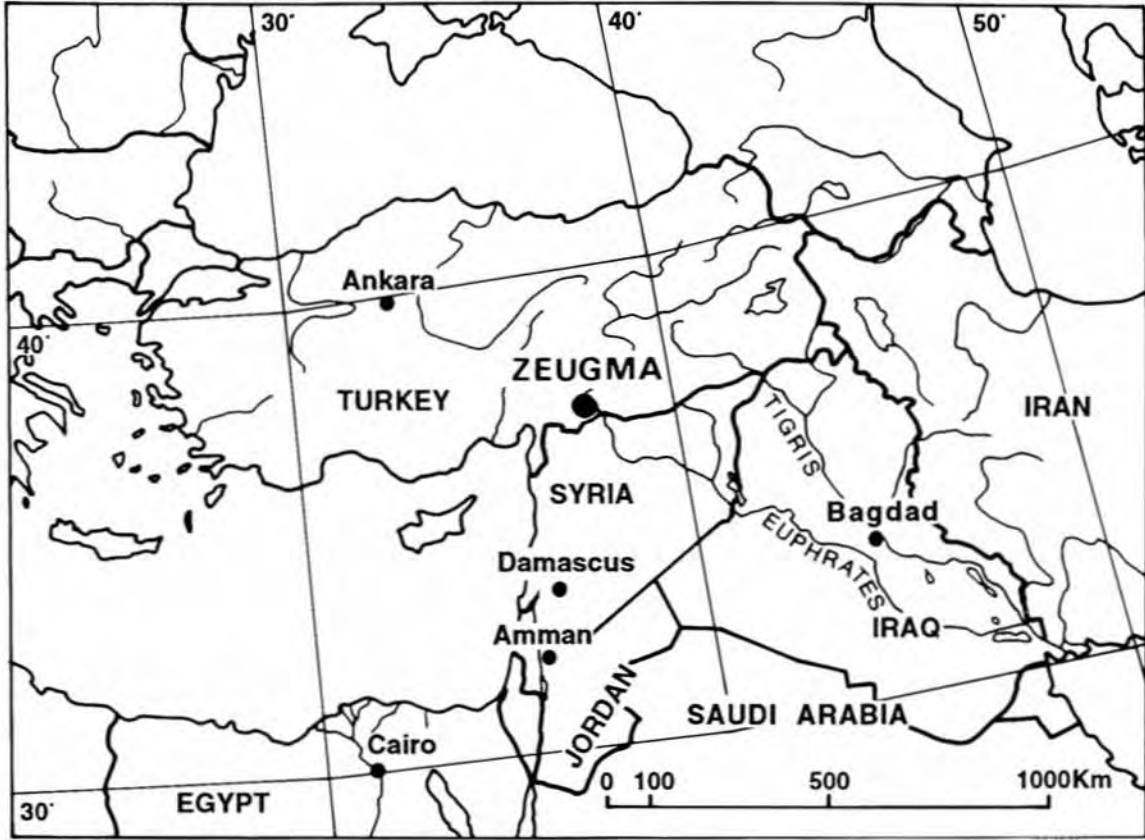 30°
40°
50°
Ankara
40°
ZEUGMA
TURKEY
IRAN
TIGRIS
SYRIA
Bagdad
EUPHRATES
Damascus
IRAQ
Amman
JORDAN
SAUDI ARABIA
Cairo
0 100 500 1000Km
EGYPT
30°